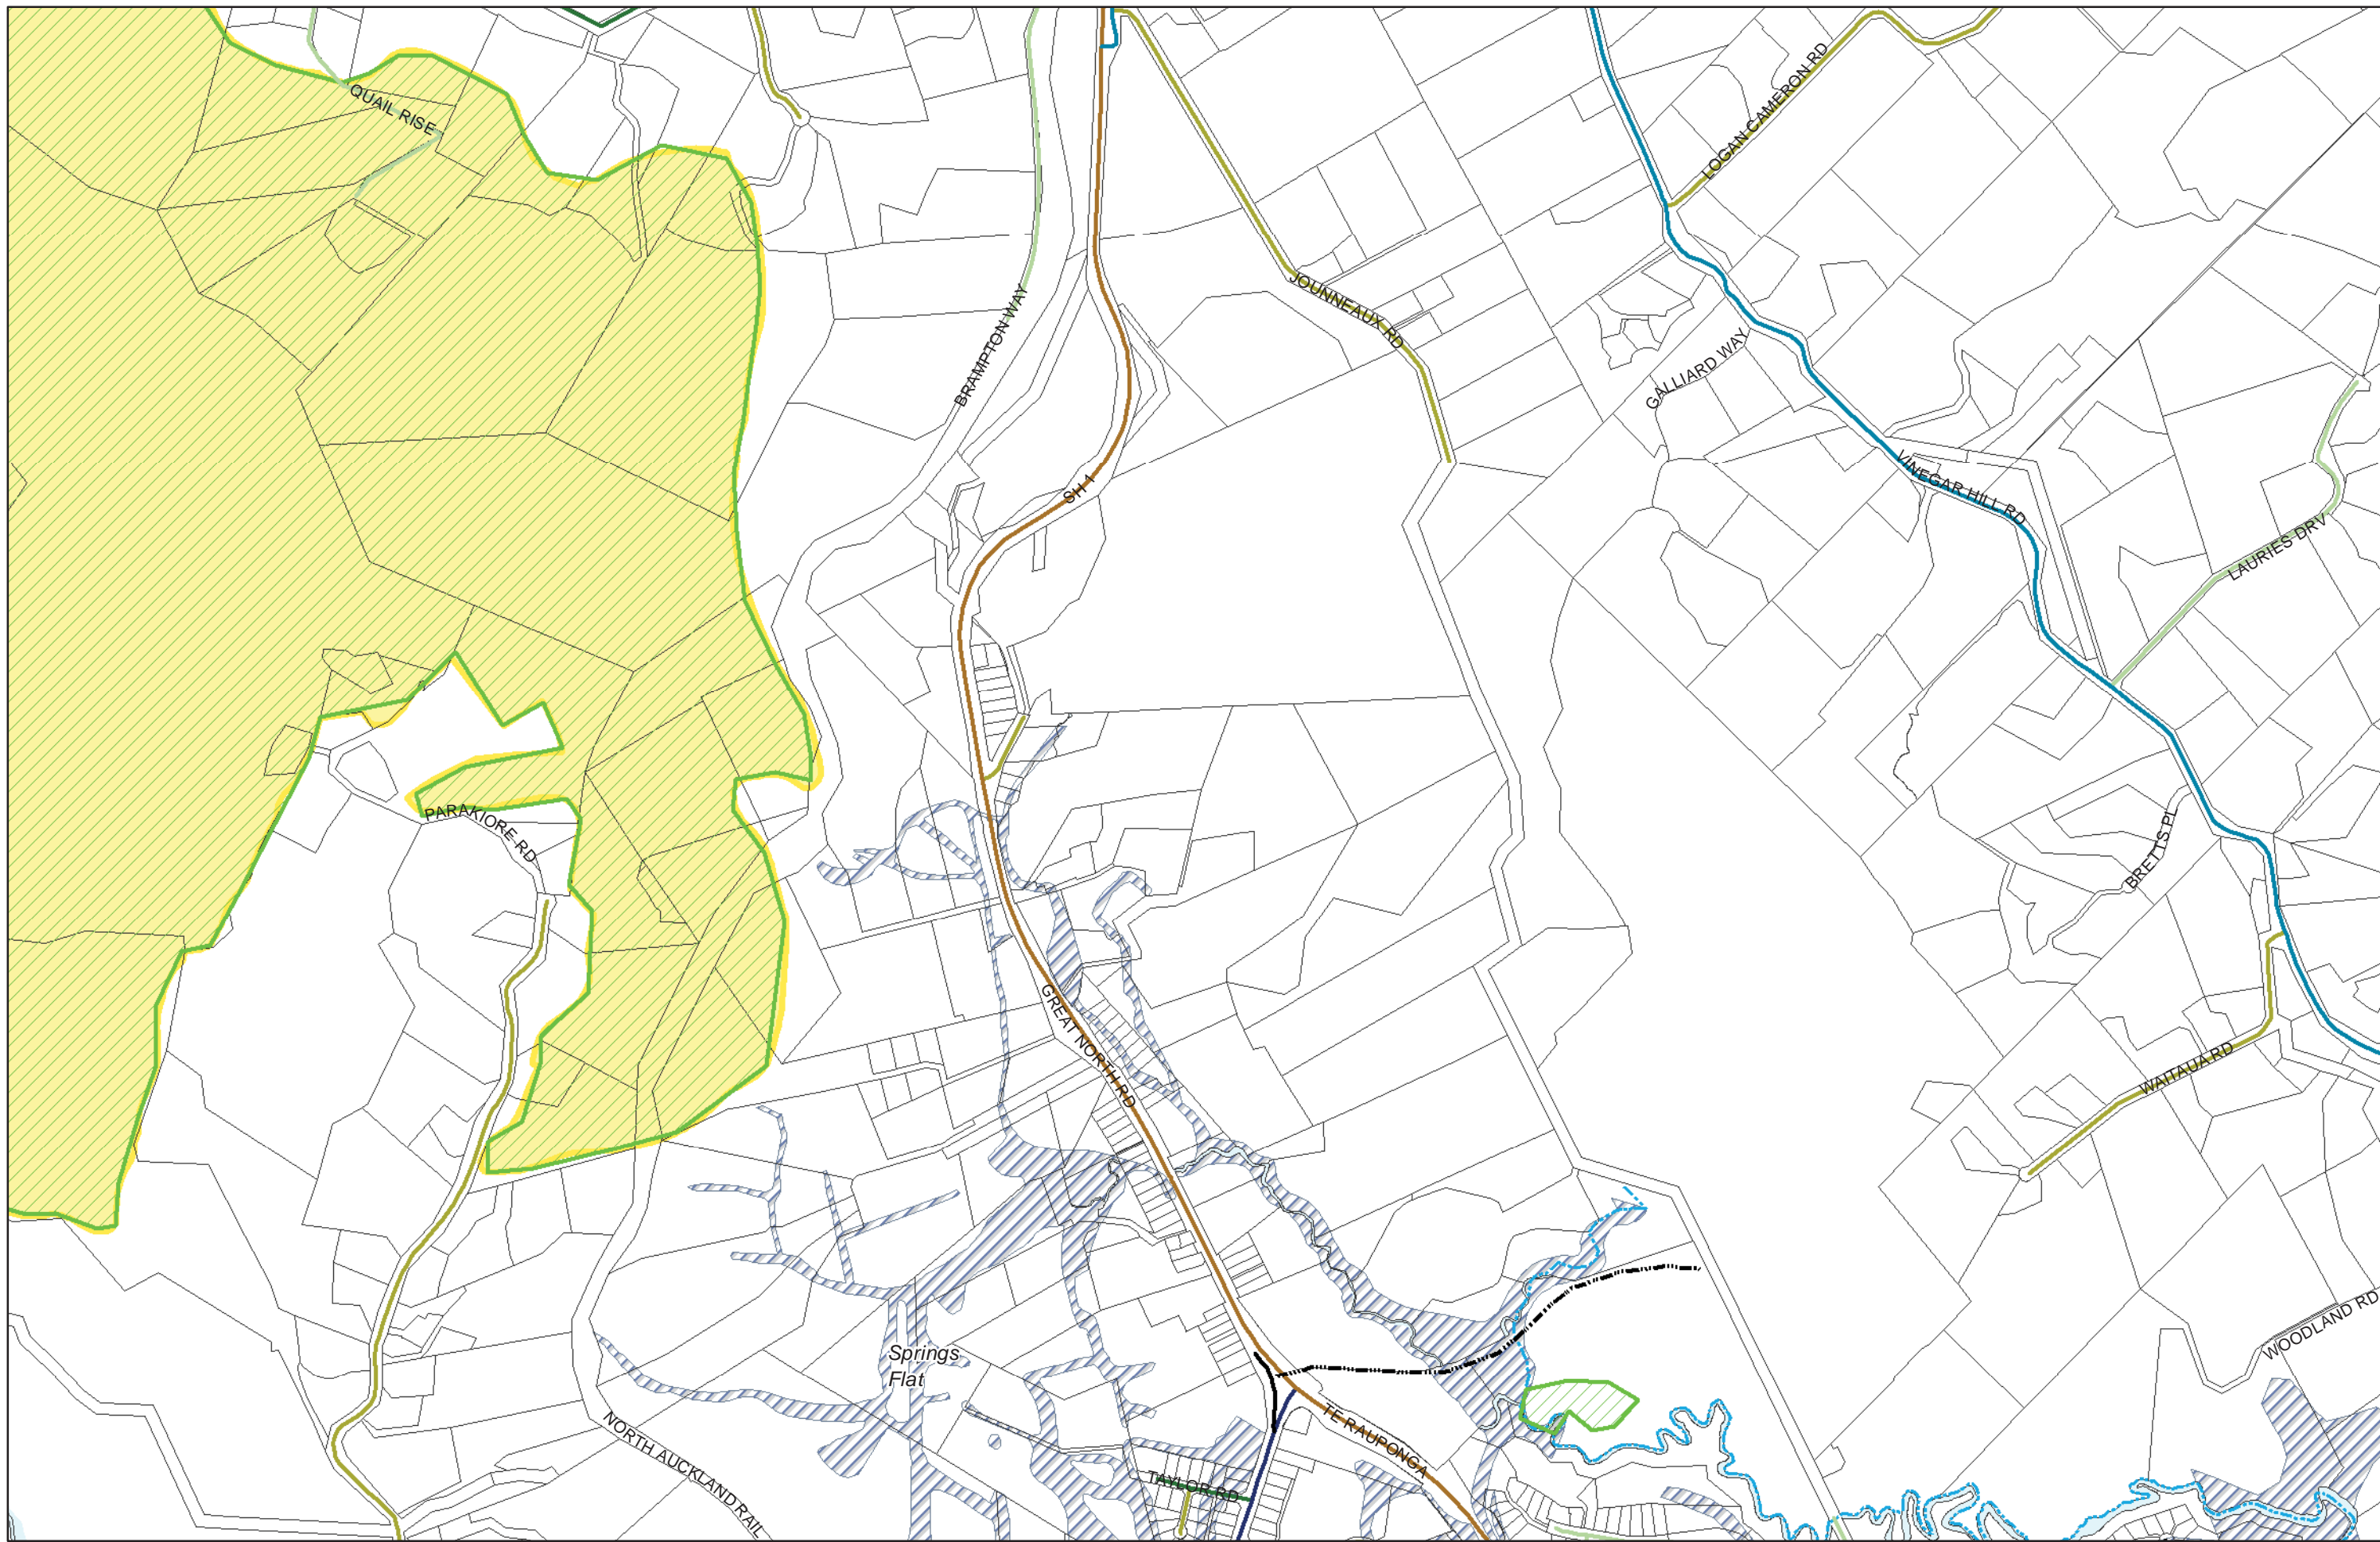 QUAIL RISE
LOGAN CAMERON RD
JOUNNEAUX RD
BRAMPTON WAY
GALLIARD WAY
SH 1
VINEGAR HILL RD
LAURIES DRV
PARAKIORE RD
BRETTS PL
GREAT NORTH RD
WAITAUA RD
WOODLAND RD
Springs
Flat
NORTH AUCKLAND RAIL
TE RAUPONGA
TAYLOR RD